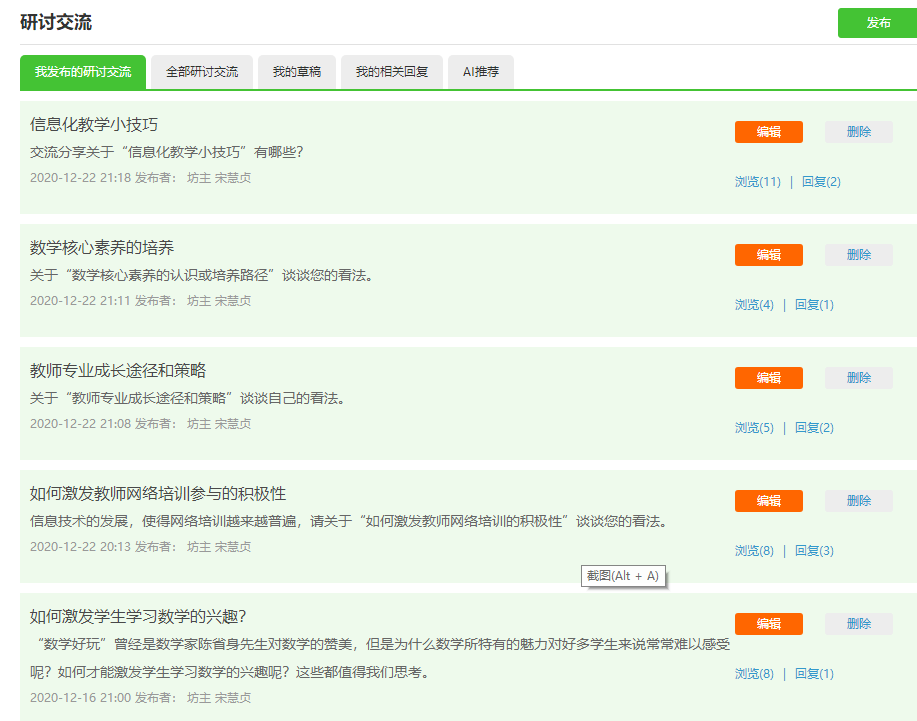 研讨交流
发布
我发布的研讨交流 全部研讨交流 我的草稿 我的相关回复 AI推荐
信息化教学小技巧
编辑 删除
交流分享关于“信息化教学小技巧”有哪些？
2020-12-22 21:18 发布者： 坊主 宋慧贞
浏览(11) | 回复(2)
数学核心素养的培养
编辑 删除
关于“数学核心素养的认识或培养路径”谈谈您的看法。
2020-12-22 21:11 发布者： 坊主 宋慧贞
浏览(4) | 回复(1)
教师专业成长途径和策略
编辑 删除
关于“教师专业成长途径和策略”谈谈自己的看法。
2020-12-22 21:08 发布者： 坊主 宋慧贞
浏览(5) | 回复(2)
如何激发教师网络培训参与的积极性
编辑 删除
信息技术的发展，使得网络培训越来越普遍，请关于“如何激发教师网络培训的积极性”谈谈您的看法。
2020-12-22 20:13 发布者： 坊主 宋慧贞
浏览(8) | 回复(3)
截图(Alt + A)
如何激发学生学习数学的兴趣？
编辑 删除
“数学好玩”曾经是数学家陈省身先生对数学的赞美，但是为什么数学所特有的魅力对好多学生来说常常难以感受
呢？如何才能激发学生学习数学的兴趣呢？这些都值得我们思考。
2020-12-16 21:00 发布者： 坊主 宋慧贞
浏览(8) | 回复(1)